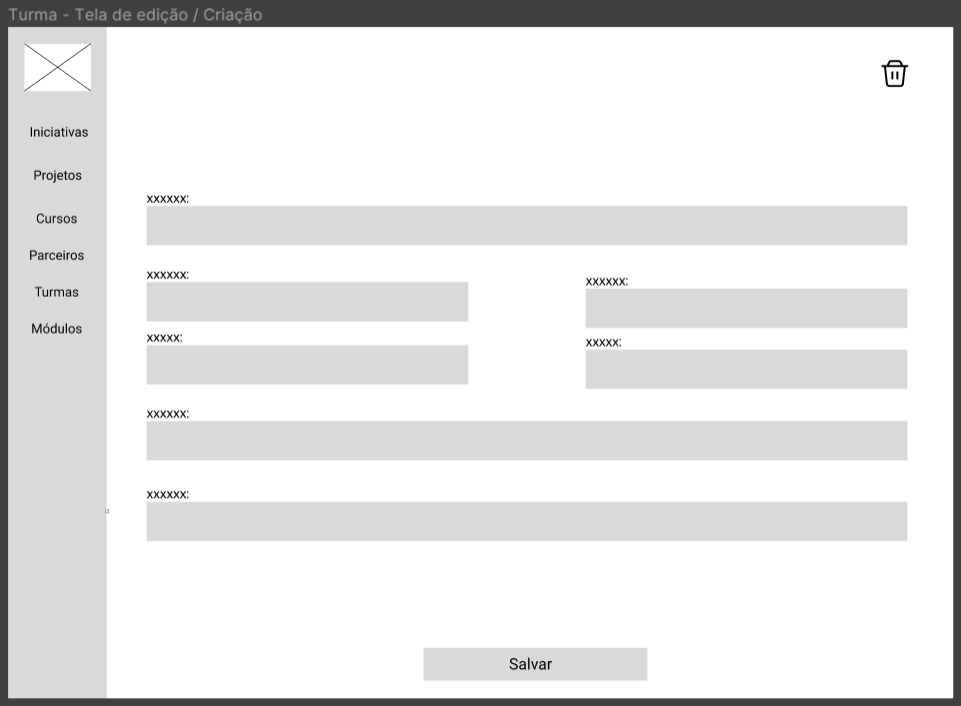 Turma - Tela de edição / Criação
Iniciativas
Projetos
Cursos
Parceiros
Turmas
Módulos
xxxxxx:
xxxxxx:
xxxxxx:
xxxxx:
xxxxx:
xxxxxx:
xxxxxx:
Salvar